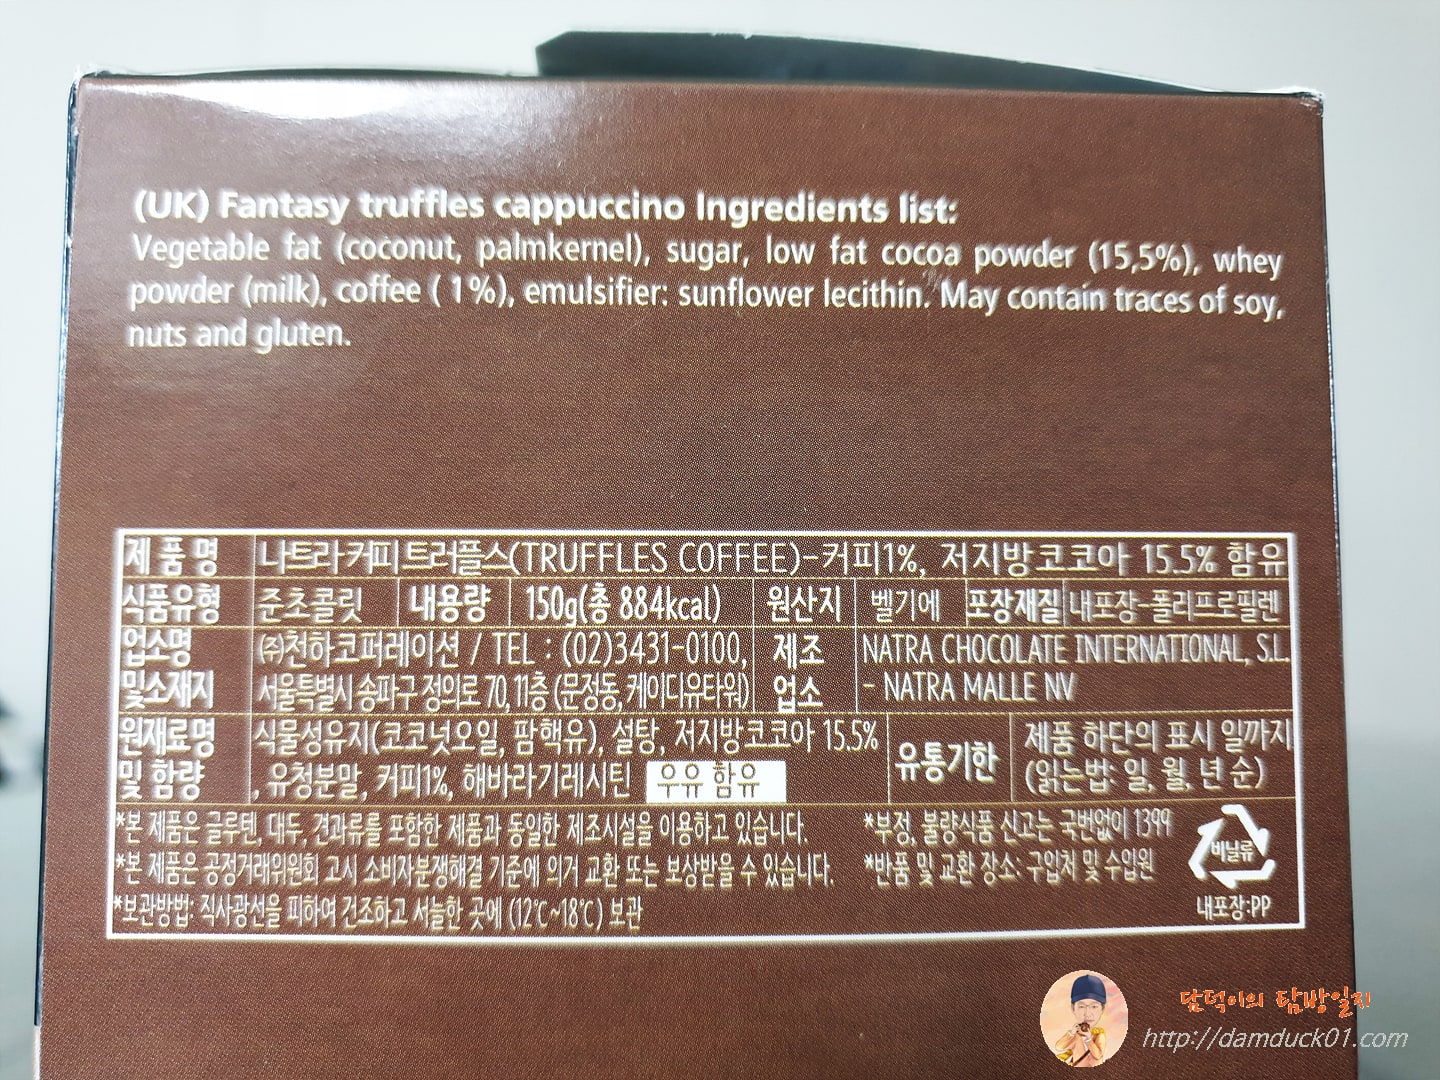 (UK) Fantasy truffles cappuccino Ingredients list:
Vegetable fat (coconut, palmkernel), sugar, low fat cocoa powder (15,5%), whey
powder (milk), coffee ( 1%), emulsifier: sunflower lecithin. May contain traces of soy,
nuts and gluten.
제 품 명 나트라 커피 트러플스(TRUFFLES COFFEE)-커피1%, 저지방코코아 15.5% 함유
식품유형 준초콜릿 내용량 150g(총 884kcal) 원산지 벨기에 포장재질 내포장-폴리프로필렌
업소명 및소재지 ㈜천하코퍼레이션 / TEL : (02)3431-0100,
서울특별시 송파구 정의로 70, 11층 (문정동, 케이디유타워)
제조 업소 NATRA CHOCOLATE INTERNATIONAL, S.L.
- NATRA MALLE NV
원재료명 및 함량 식물성유지(코코넛오일, 팜핵유), 설탕, 저지방코코아 15.5%
, 유청분말, 커피1%, 해바라기레시틴 우유 함유
유통기한 제품 하단의 표시 일까지
(읽는법: 일, 월, 년 순)
*본 제품은 글루텐, 대두, 견과류를 포함한 제품과 동일한 제조시설을 이용하고 있습니다.
*부정, 불량식품 신고는 국번없이 1399
*본 제품은 공정거래위원회 고시 소비자분쟁해결 기준에 의거 교환 또는 보상받을 수 있습니다.
*반품 및 교환 장소: 구입처 및 수입원
*보관방법: 직사광선을 피하여 건조하고 서늘한 곳에 (12℃~18℃) 보관
비닐류
내포장:PP
담덕이의 탐방일지
http://damduck01.com